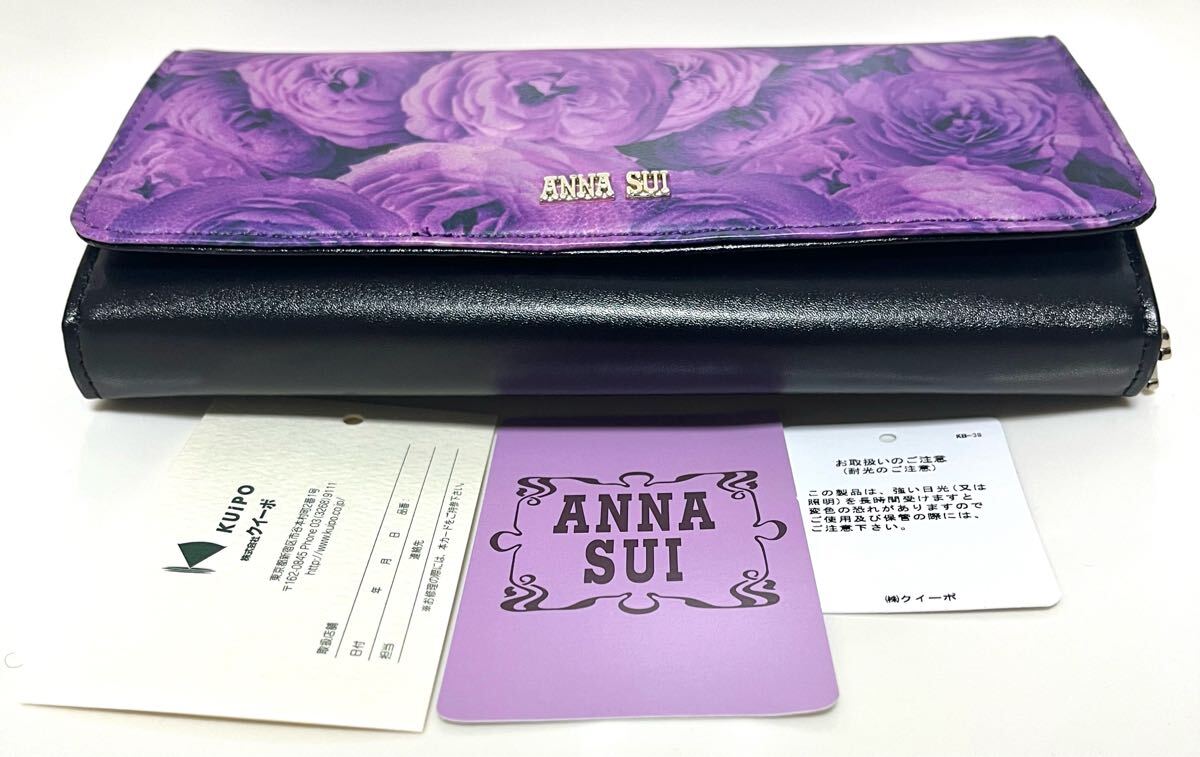 ANNA SUI
KUIPO
株式会社 クイーポ
東京都新宿区市谷本村町2番1号
〒162-0845 Phone 03(3268)9111
http://www.kuipo.co.jp/
取扱店舗
日付 年 月 日 品番:
担当 連絡先
※お修理の際には、本カードをご持参下さい。
ANNA
SUI
KB-38
お取扱いのご注意
(耐光のご注意)
この製品は、強い日光(又は
照明)を長時間受けますと
変色の恐れがありますので
ご使用及び保管の際には、
ご注意下さい。
㈱クイーポ